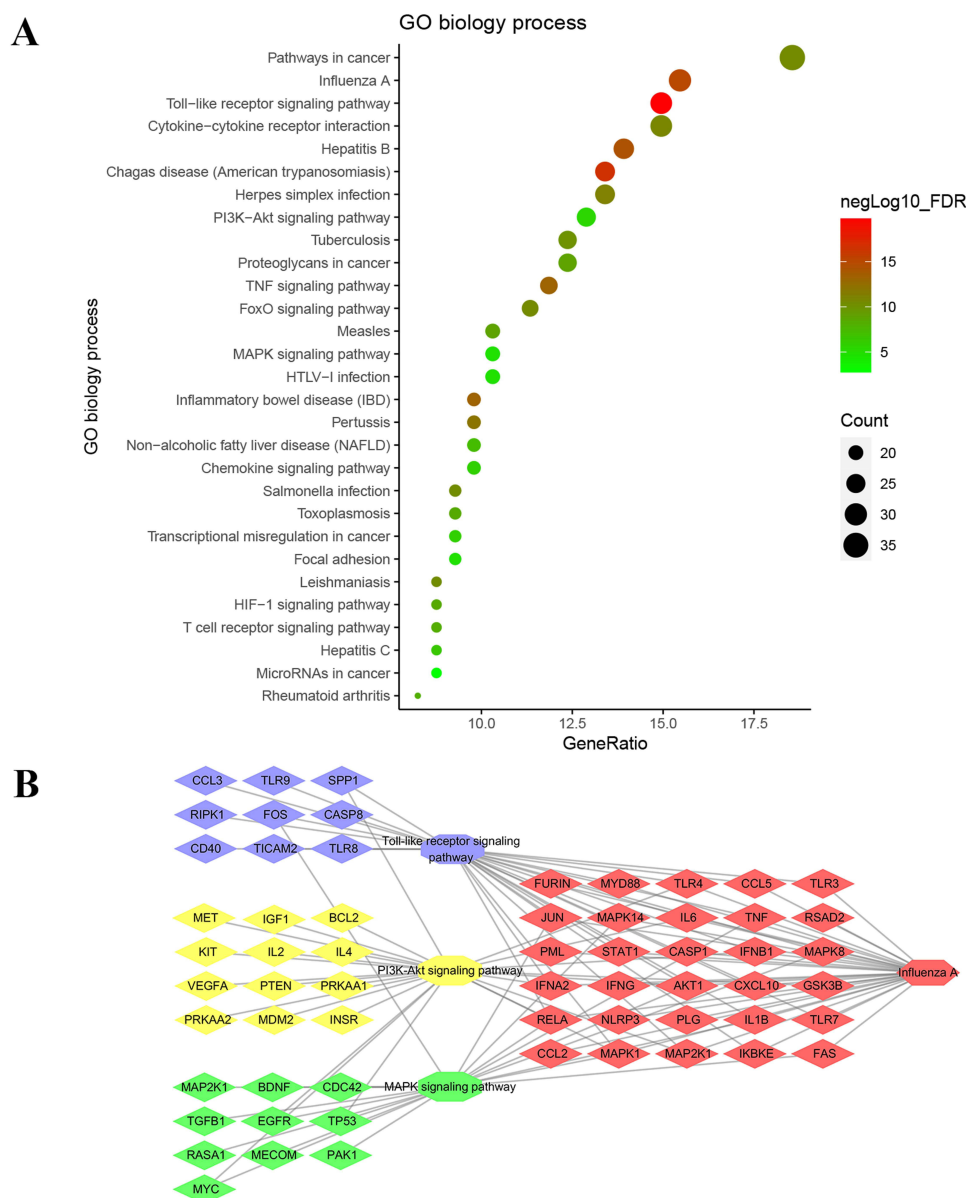 A
GO biology process
Pathways in cancer
Influenza A
Toll−like receptor signaling pathway
Cytokine−cytokine receptor interaction
Hepatitis B
Chagas disease (American trypanosomiasis)
Herpes simplex infection
PI3K−Akt signaling pathway
Tuberculosis
Proteoglycans in cancer
TNF signaling pathway
FoxO signaling pathway
Measles
MAPK signaling pathway
HTLV−I infection
Inflammatory bowel disease (IBD)
Pertussis
Non−alcoholic fatty liver disease (NAFLD)
Chemokine signaling pathway
Salmonella infection
Toxoplasmosis
Transcriptional misregulation in cancer
Focal adhesion
Leishmaniasis
HIF−1 signaling pathway
T cell receptor signaling pathway
Hepatitis C
MicroRNAs in cancer
Rheumatoid arthritis
GO biology process
10.0 12.5 15.0 17.5
GeneRatio
negLog10_FDR
15
10
5
Count
20
25
30
35
B
CCL3 TLR9 SPP1
RIPK1 FOS CASP8
CD40 TICAM2 TLR8
Toll-like receptor signaling
pathway
MET IGF1 BCL2
KIT IL2 IL4
VEGFA PTEN PRKAA1
PRKAA2 MDM2 INSR
PI3K-Akt signaling pathway
MAP2K1 BDNF CDC42
TGFB1 EGFR TP53
RASA1 MECOM PAK1
MYC
MAPK signaling pathway
FURIN MYD88 TLR4 CCL5 TLR3
JUN MAPK14 IL6 TNF RSAD2
PML STAT1 CASP1 IFNB1 MAPK8
IFNA2 IFNG AKT1 CXCL10 GSK3B
RELA NLRP3 PLG IL1B TLR7
CCL2 MAPK1 MAP2K1 IKBKE FAS
Influenza A